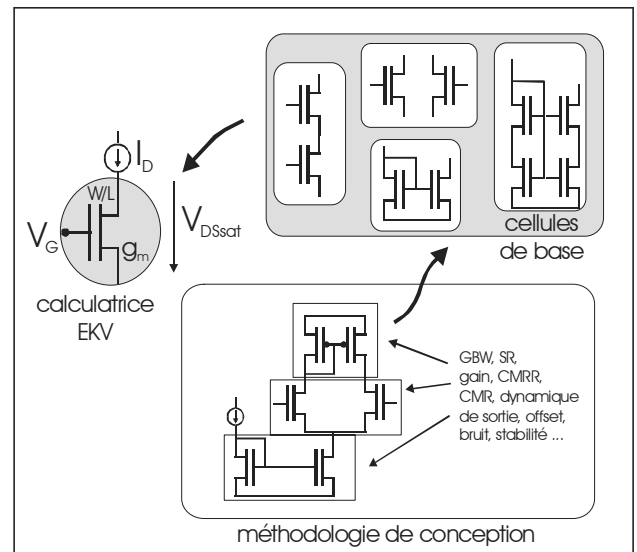 cellules
de base
I_D
W/L
V_G
g_m
V_DSsat
calculatrice
EKV
GBW, SR,
gain, CMRR,
CMR, dynamique
de sortie, offset,
bruit, stabilité ...
méthodologie de conception